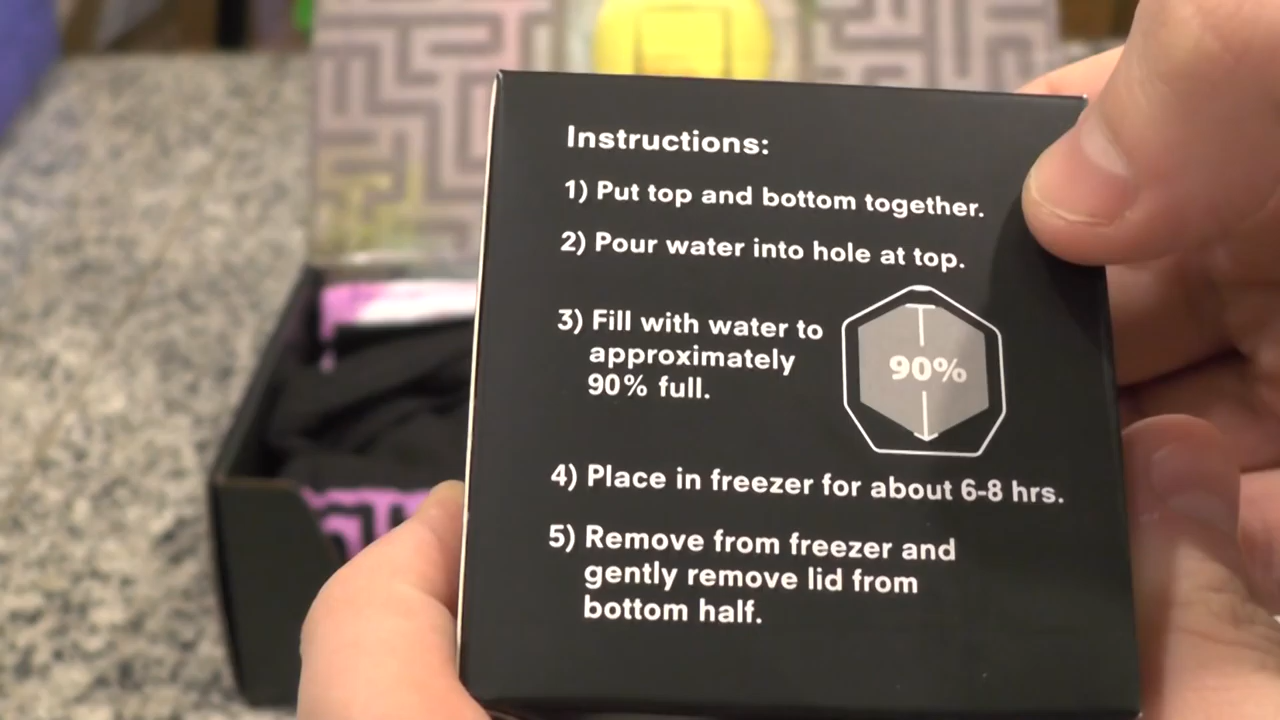 Instructions:
1) Put top and bottom together.
2) Pour water into hole at top.
3) Fill with water to
approximately
90% full.
90%
4) Place in freezer for about 6-8 hrs.
5) Remove from freezer and
gently remove lid from
bottom half.